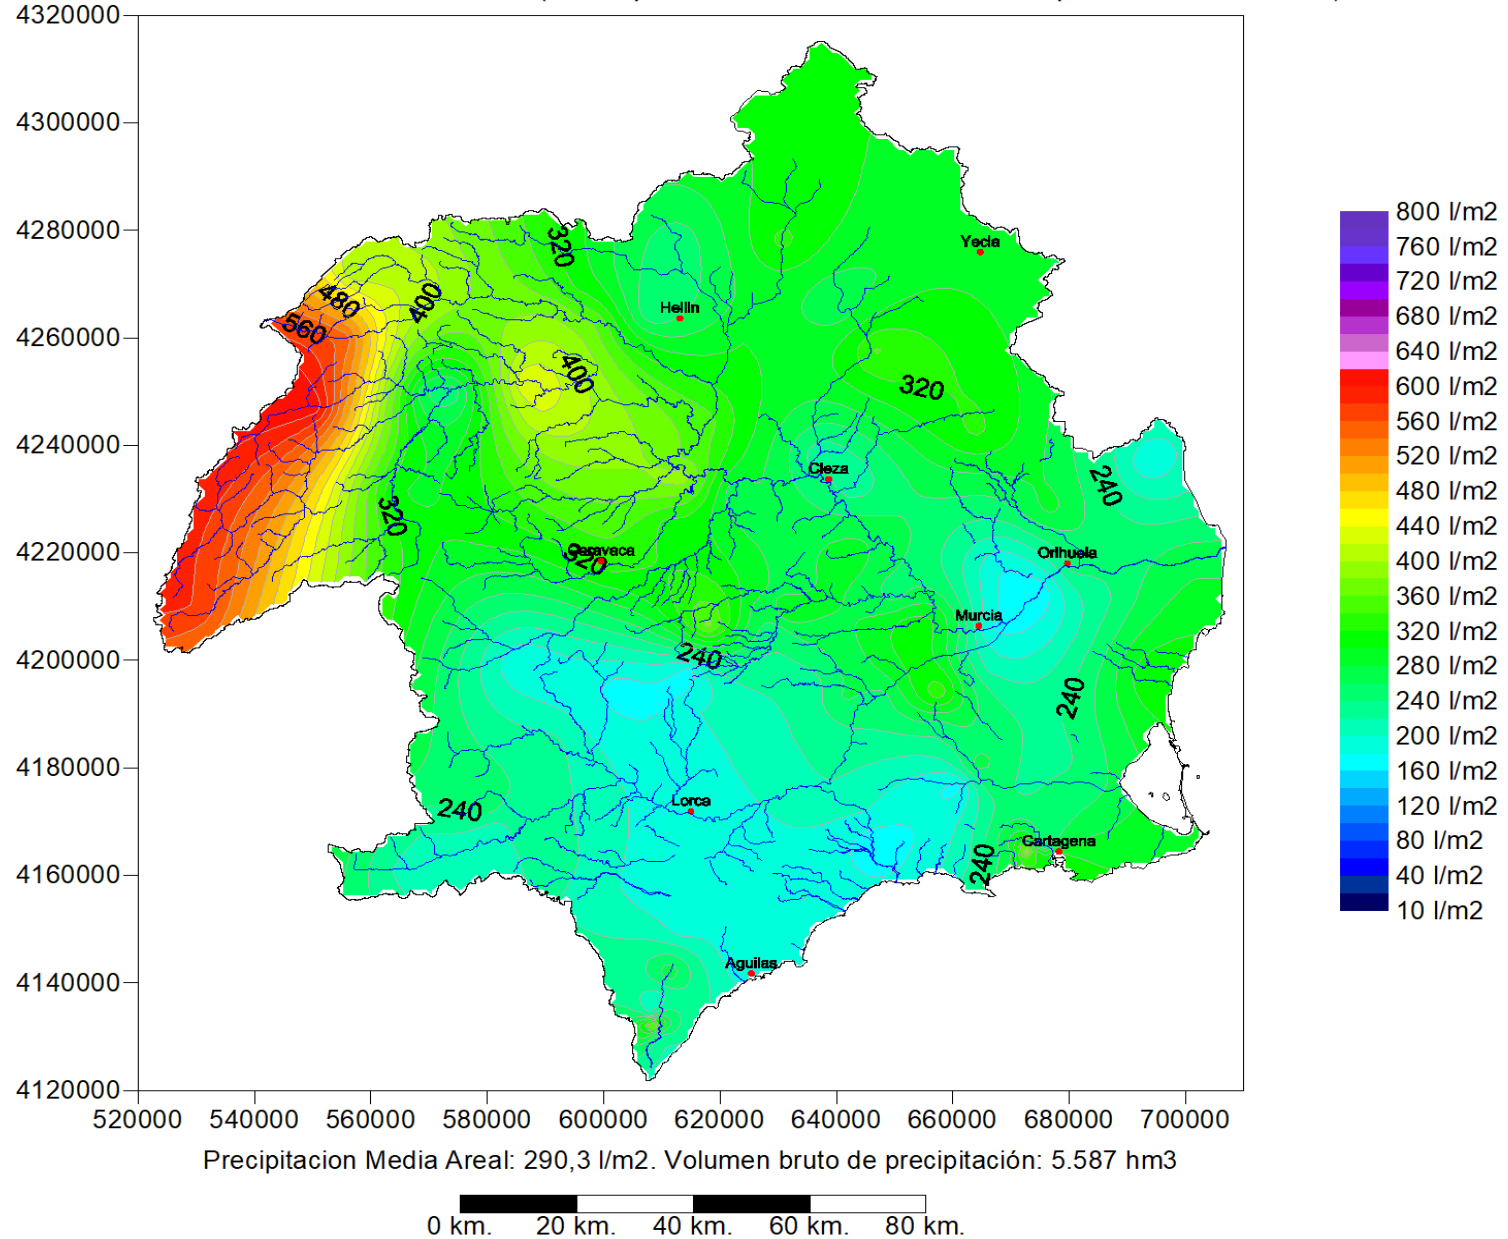 4320000
4300000
4280000
4260000
4240000
4220000
4200000
4180000
4160000
4140000
4120000
520000 540000 560000 580000 600000 620000 640000 660000 680000 700000
320
Yecla
480
400
560
Hellin
400
320
Cieza
240
320
Caravaca
320
Orihuela
Murcia
240
240
240
Lorca
Cartagena
240
Aguilas
800 l/m2
760 l/m2
720 l/m2
680 l/m2
640 l/m2
600 l/m2
560 l/m2
520 l/m2
480 l/m2
440 l/m2
400 l/m2
360 l/m2
320 l/m2
280 l/m2
240 l/m2
200 l/m2
160 l/m2
120 l/m2
80 l/m2
40 l/m2
10 l/m2
Precipitacion Media Areal: 290,3 l/m2. Volumen bruto de precipitación: 5.587 hm3
0 km. 20 km. 40 km. 60 km. 80 km.